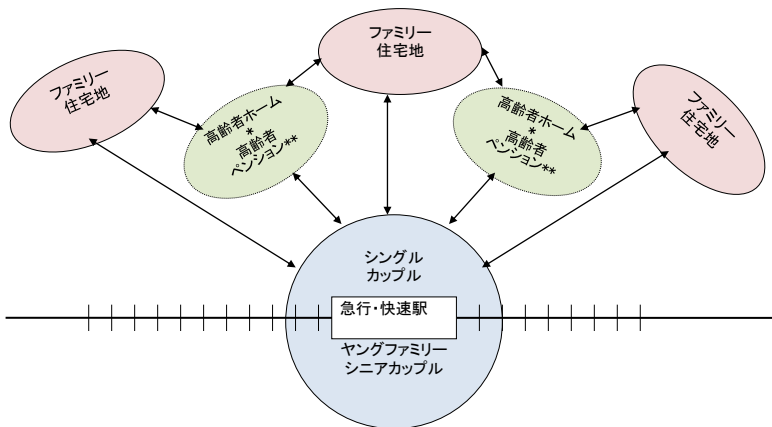 ファミリー
住宅地
ファミリー
住宅地
高齢者ホーム
*
高齢者
ペンション**
高齢者ホーム
*
高齢者
ペンション**
ファミリー
住宅地
シングル
カップル
急行・快速駅
ヤングファミリー
シニアカップル